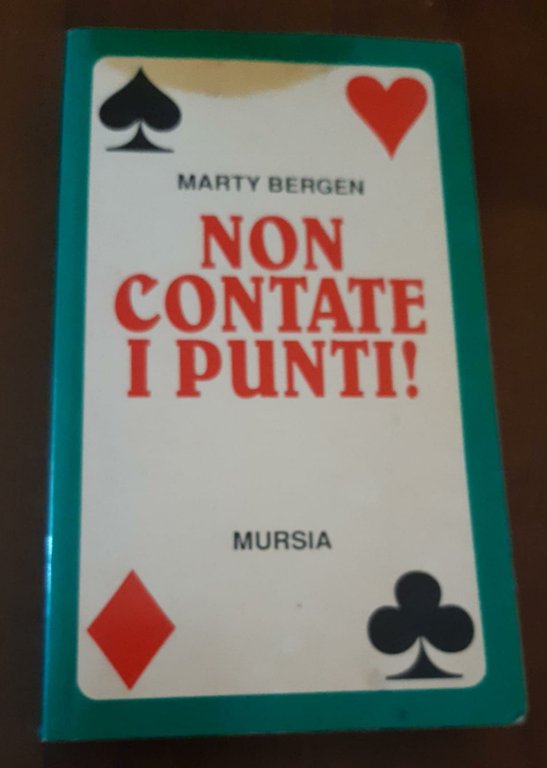 MARTY BERGEN
NON
CONTATE
I PUNTI!
MURSIA